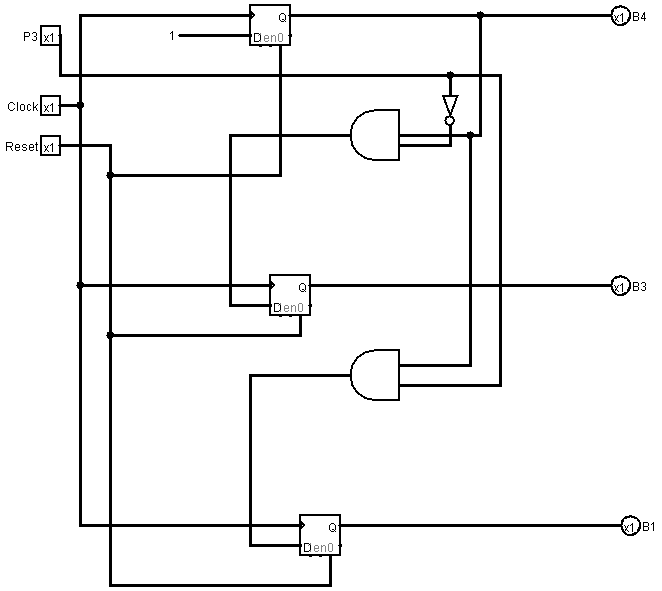 Q
x1 B4
P3 x1
1
D en 0
Clock x1
Reset x1
Q
x1 B3
D en 0
Q
x1 B1
D en 0